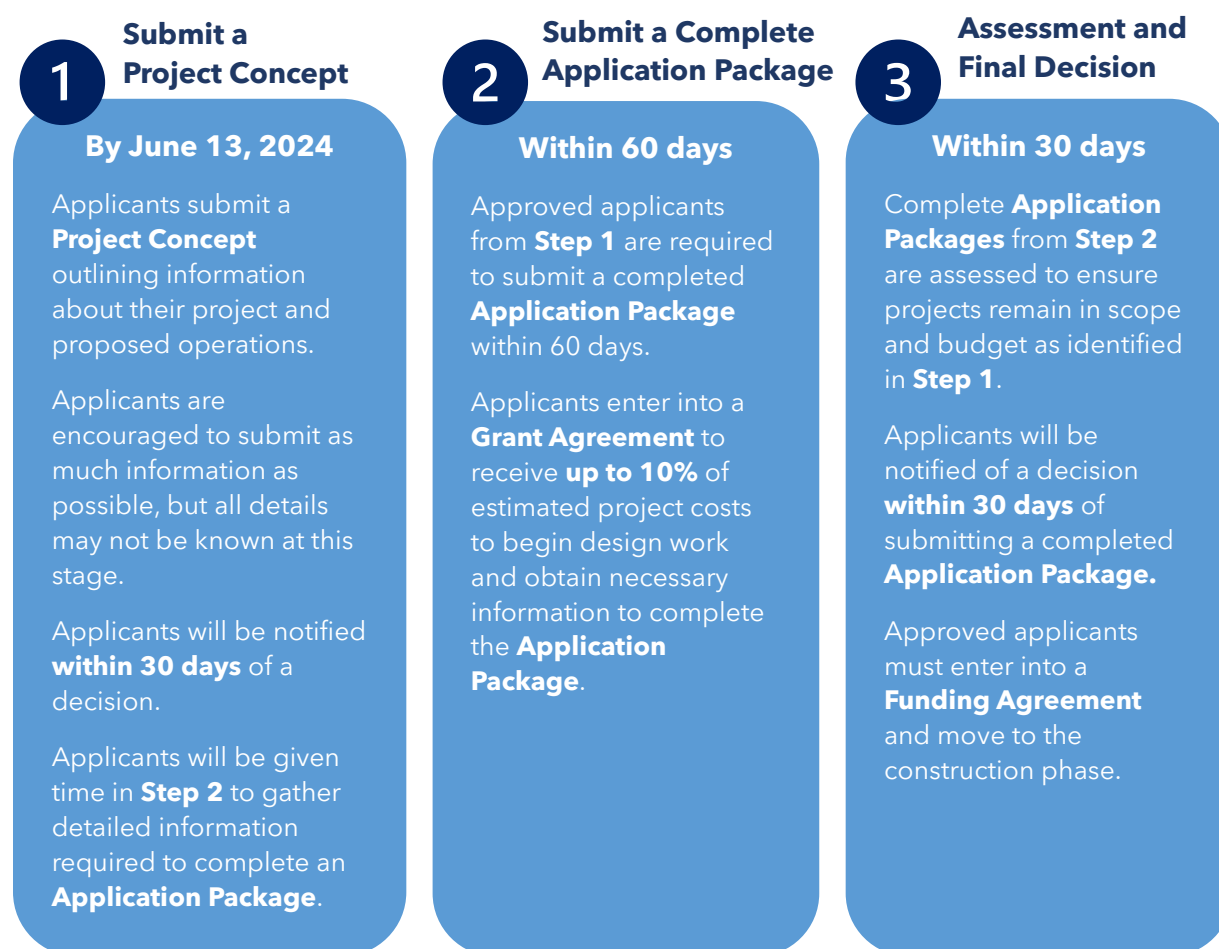 1
Submit a
Project Concept
By June 13, 2024
Applicants submit a
Project Concept
outlining information
about their project and
proposed operations.
Applicants are
encouraged to submit as
much information as
possible, but all details
may not be known at this
stage.
Applicants will be notified
within 30 days of a
decision.
Applicants will be given
time in Step 2 to gather
detailed information
required to complete an
Application Package.
2
Submit a Complete
Application Package
Within 60 days
Approved applicants
from Step 1 are required
to submit a completed
Application Package
within 60 days.
Applicants enter into a
Grant Agreement to
receive up to 10% of
estimated project costs
to begin design work
and obtain necessary
information to complete
the Application
Package.
3
Assessment and
Final Decision
Within 30 days
Complete Application
Packages from Step 2
are assessed to ensure
projects remain in scope
and budget as identified
in Step 1.
Applicants will be
notified of a decision
within 30 days of
submitting a completed
Application Package.
Approved applicants
must enter into a
Funding Agreement
and move to the
construction phase.